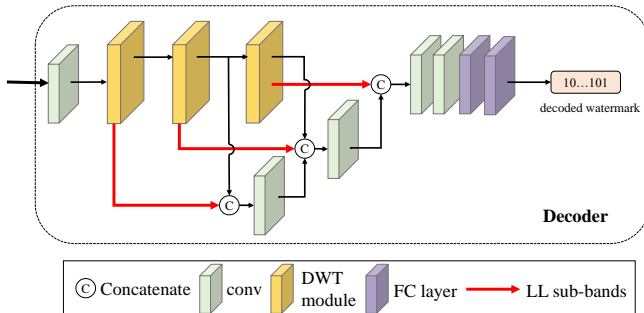 C
C
C
10...101
decoded watermark
Decoder
C Concatenate
conv
DWT
module
FC layer
LL sub-bands